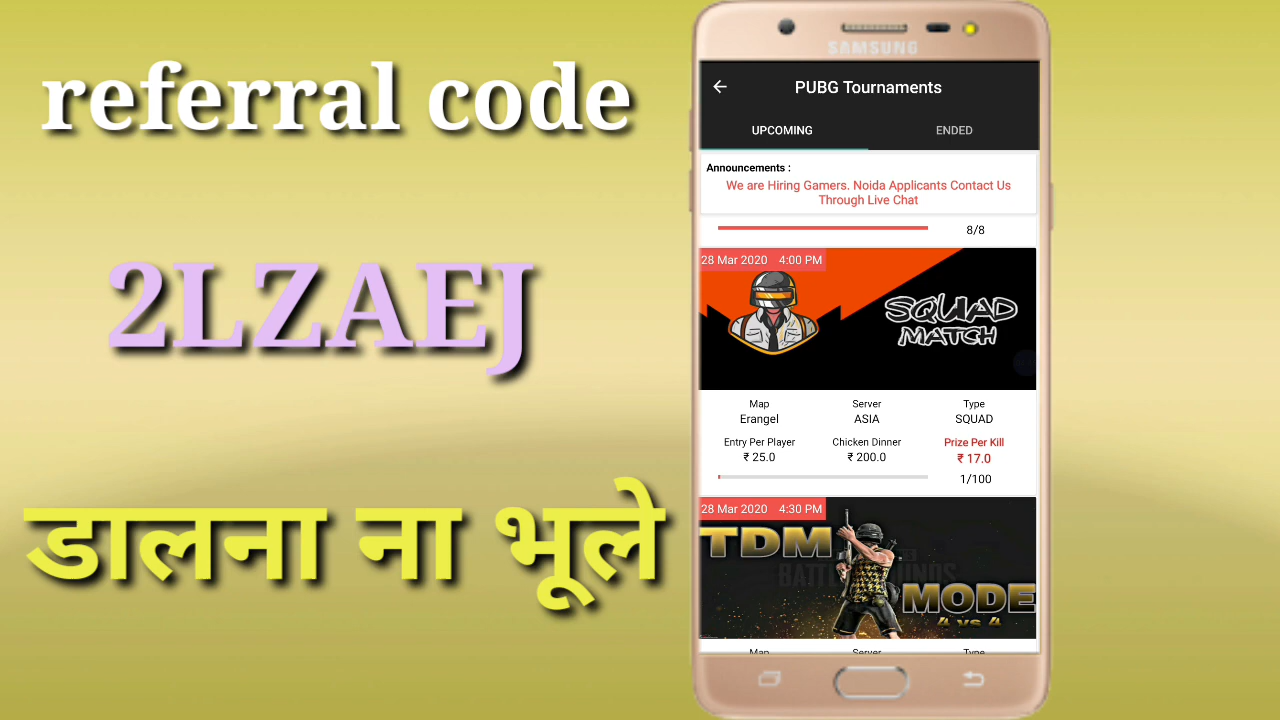 referral code
2LZAEJ
डालना ना भूले
SAMSUNG
PUBG Tournaments
UPCOMING ENDED
Announcements :
We are Hiring Gamers. Noida Applicants Contact Us
Through Live Chat
8/8
28 Mar 2020 4:00 PM
SQUAD
MATCH
Map Server Type
Erangel ASIA SQUAD
Entry Per Player Chicken Dinner Prize Per Kill
₹ 25.0 ₹ 200.0 ₹ 17.0
1/100
28 Mar 2020 4:30 PM
TDM
MODE
4 vs 4
Map Server Type